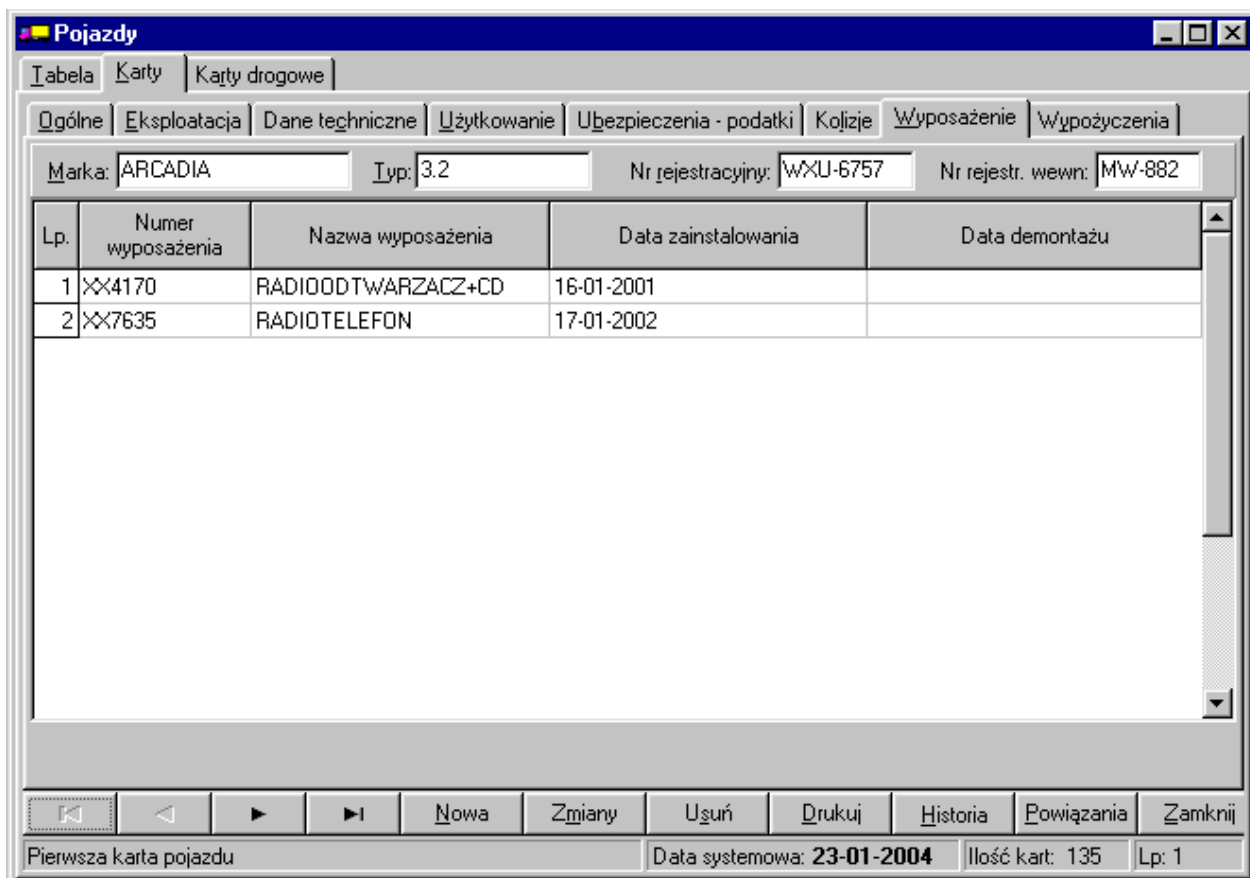 Pojazdy
Tabela Karty Karty drogowe
Ogólne Eksploatacja Dane techniczne Użytkowanie Ubezpieczenia - podatki Kolizje Wyposażenie Wypożyczenia
Marka: ARCADIA Typ: 3.2 Nr rejestracyjny: WXU-6757 Nr rejestr. wewn: MW-882
Lp. Numer wyposażenia Nazwa wyposażenia Data zainstalowania Data demontażu
1 XX4170 RADIOODTWARZACZ+CD 16-01-2001
2 XX7635 RADIOTELEFON 17-01-2002
Nowa Zmiany Usuń Drukuj Historia Powiązania Zamknij
Pierwsza karta pojazdu Data systemowa: 23-01-2004 Ilość kart: 135 Lp: 1